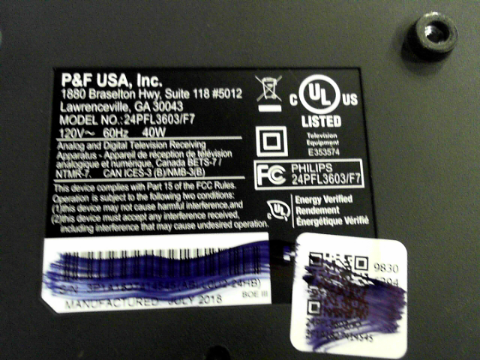 P&F USA, Inc.
1880 Braselton Hwy, Suite 118 #5012
Lawrenceville, GA 30043
MODEL NO.: 24PFL3603/F7
120V~ 60Hz 40W
Analog and Digital Television Receiving
Apparatus - Appareil de réception de télévision
analogique et numérique, Canada BETS-7 /
NTMR-7. CAN ICES-3 (B)/NMB-3(B)
This device complies with Part 15 of the FCC Rules.
Operation is subject to the following two conditions:
(1)this device may not cause harmful interference,and
(2)this device must accept any interference received,
including interference that may cause undesired operation.
C UL US
LISTED
Television
Equipment
E353574
FC PHILIPS
24PFL3603/F7
UL Energy Verified
Rendement
Énergétique Vérifié
S/N
MANUFACTURED JULY 2018
BOE III
9830